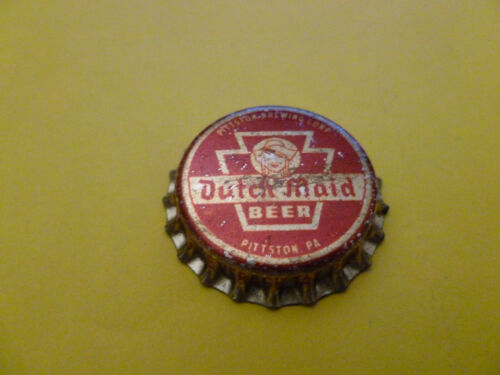 PITTSTON BREWING CORP.
Dutch Maid
BEER
PITTSTON, PA